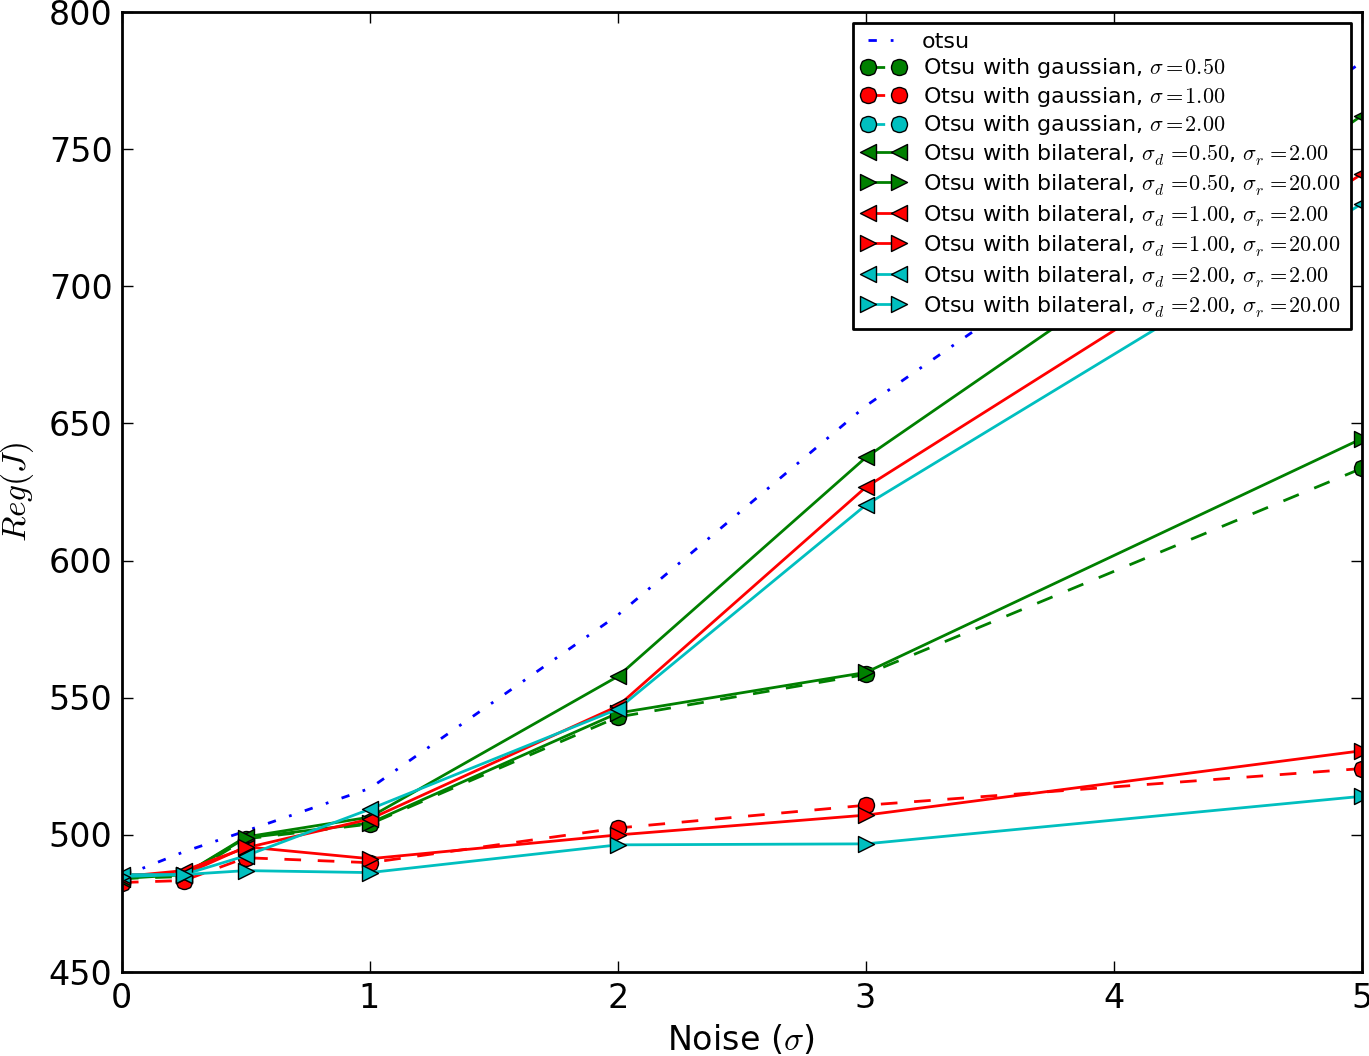 800
750
700
650
600
550
500
450
Reg(J)
otsu
Otsu with gaussian, σ=0.50
Otsu with gaussian, σ=1.00
Otsu with gaussian, σ=2.00
Otsu with bilateral, σd =0.50, σr =2.00
Otsu with bilateral, σd =0.50, σr =20.00
Otsu with bilateral, σd =1.00, σr =2.00
Otsu with bilateral, σd =1.00, σr =20.00
Otsu with bilateral, σd =2.00, σr =2.00
Otsu with bilateral, σd =2.00, σr =20.00
0 1 2 3 4 5
Noise (σ)